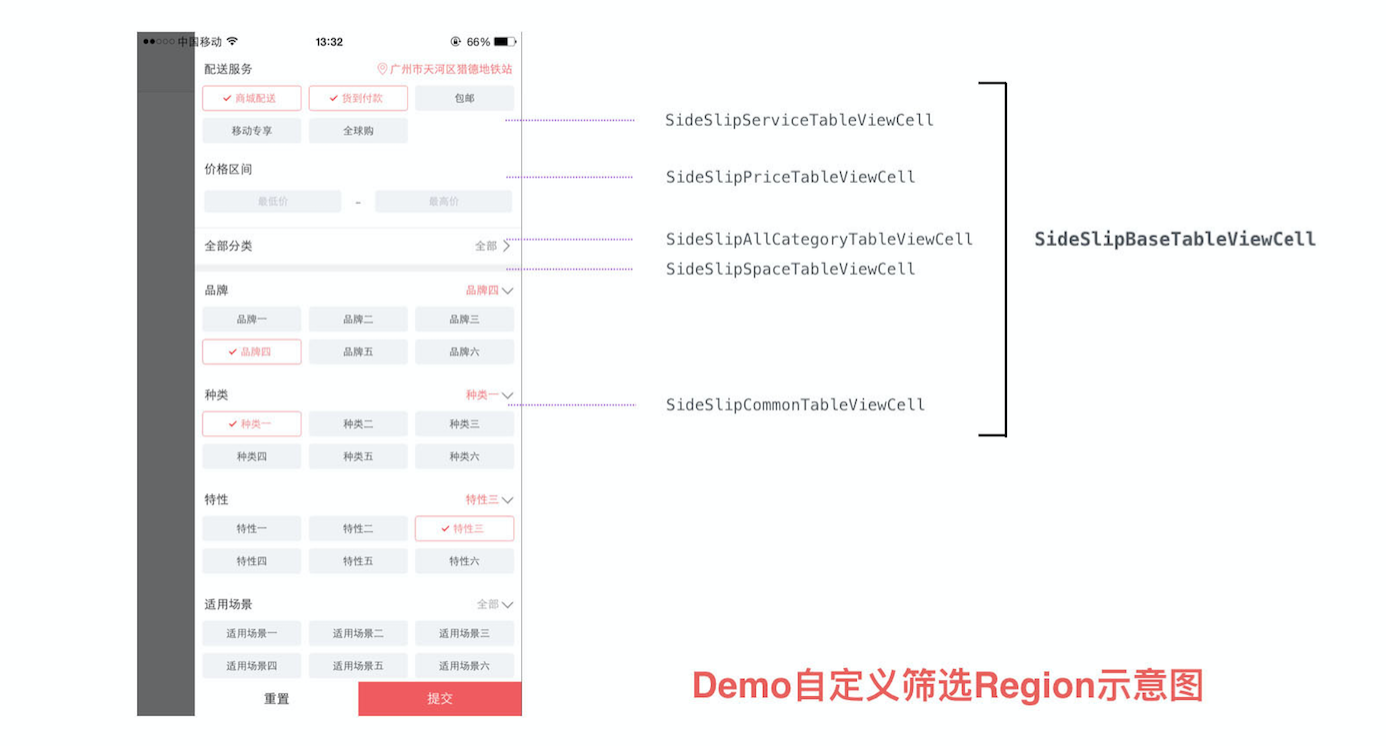 中国移动 13:32 66%
配送服务 广州市天河区猎德地铁站
商城配送 货到付款 包邮
移动专享 全球购
价格区间
最低价 - 最高价
全部分类 全部
品牌 品牌四
品牌一 品牌二 品牌三
品牌四 品牌五 品牌六
种类 种类一
种类一 种类二 种类三
种类四 种类五 种类六
特性 特性三
特性一 特性二 特性三
特性四 特性五 特性六
适用场景 全部
适用场景一 适用场景二 适用场景三
适用场景四 适用场景五 适用场景六
重置 提交
SideSlipServiceTableViewCell
SideSlipPriceTableViewCell
SideSlipAllCategoryTableViewCell
SideSlipSpaceTableViewCell
SideSlipCommonTableViewCell
SideSlipBaseTableViewCell
Demo自定义筛选Region示意图